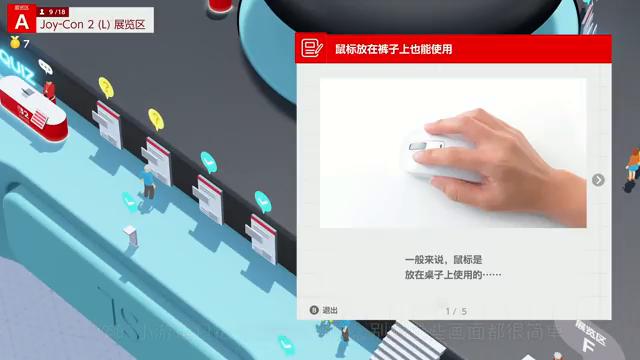 展览区
A
9 / 18
Joy-Con 2 (L) 展览区
7
QUIZ
鼠标放在裤子上也能使用
一般来说，鼠标是
放在桌子上使用的……
B 退出
1 / 5
展览区
F